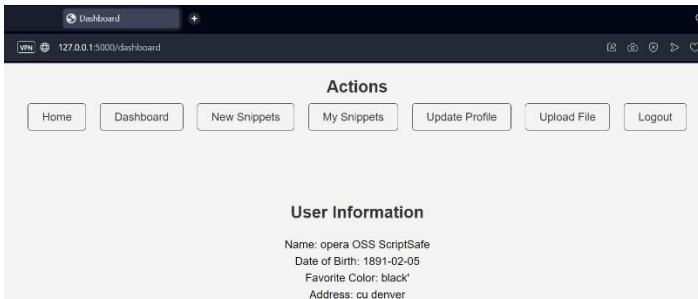 Dashboard
VPN 127.0.0.1:5000/dashboard
Actions
Home Dashboard New Snippets My Snippets Update Profile Upload File Logout
User Information
Name: opera OSS ScriptSafe
Date of Birth: 1891-02-05
Favorite Color: black'
Address: cu denver